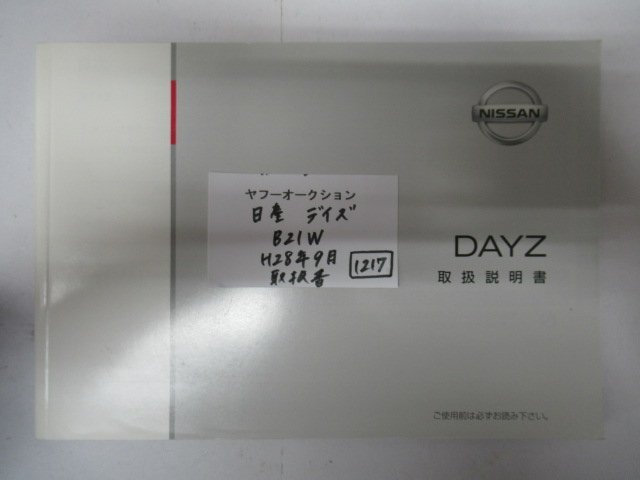 NISSAN
ヤフーオークション
日産 デイズ
B21W
H28年9月
取扱書
1217
DAYZ
取扱説明書
ご使用前は必ずお読み下さい。